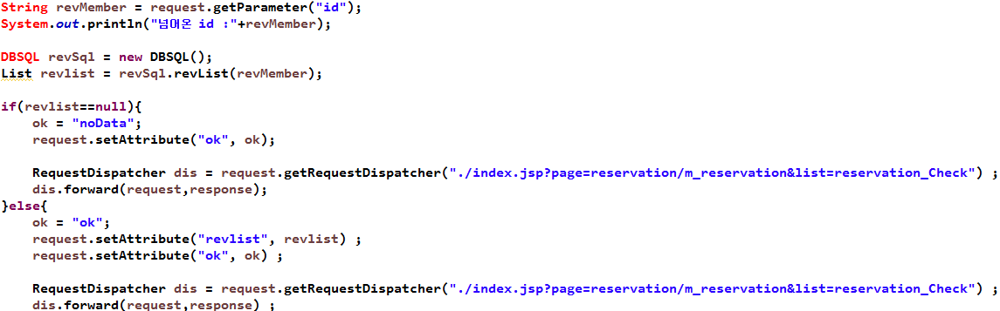 String revMember = request.getParameter("id");
System.out.println("넘어온 id :"+revMember);
DBSQL revSql = new DBSQL();
List revlist = revSql.revList(revMember);
if(revlist==null){
ok = "noData";
request.setAttribute("ok", ok);
RequestDispatcher dis = request.getRequestDispatcher("./index.jsp?page=reservation/m_reservation&list=reservation_Check") ;
dis.forward(request,response);
}else{
ok = "ok";
request.setAttribute("revlist", revlist) ;
request.setAttribute("ok", ok) ;
RequestDispatcher dis = request.getRequestDispatcher("./index.jsp?page=reservation/m_reservation&list=reservation_Check") ;
dis.forward(request,response) ;